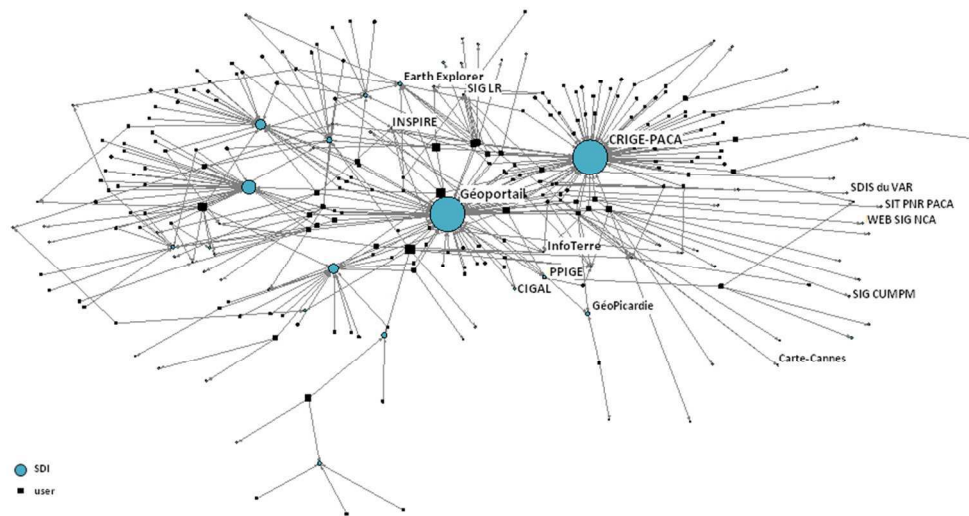 Earth Explorer
SIG LR
INSPIRE
CRIGE-PACA
Géoportail
SDIS du VAR
SIT PNR PACA
WEB SIG NCA
InfoTerre
PPIGE
CIGAL
SIG CUMPM
GéoPicardie
Carte-Cannes
SDI
user